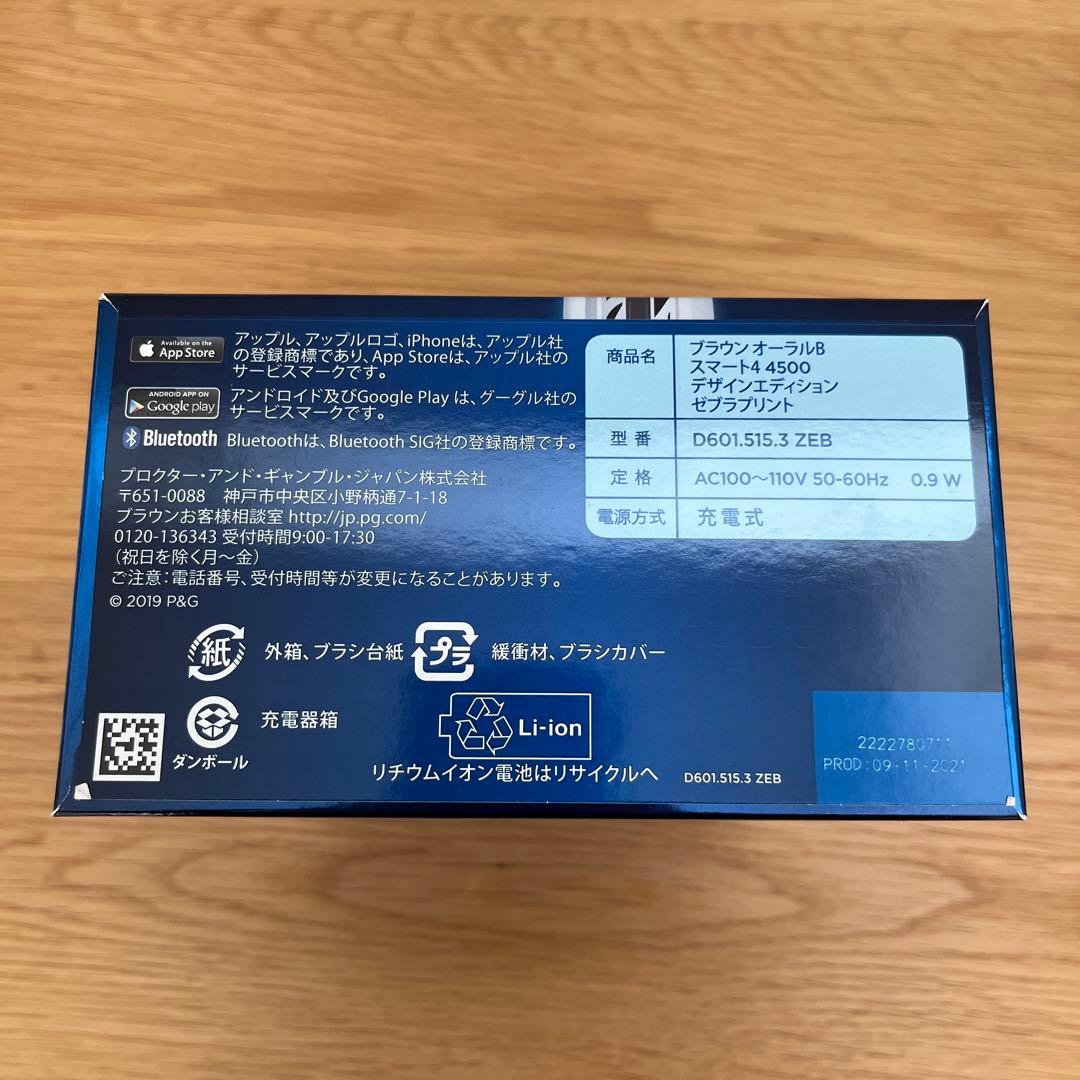 Available on the
App Store
アップル、アップルロゴ、iPhoneは、アップル社
の登録商標であり、App Storeは、アップル社の
サービスマークです。
ANDROID APP ON
Google play
アンドロイド及びGoogle Play は、グーグル社の
サービスマークです。
Bluetooth
Bluetoothは、Bluetooth SIG社の登録商標です。
プロクター・アンド・ギャンブル・ジャパン株式会社
〒651-0088 神戸市中央区小野柄通7-1-18
ブラウンお客様相談室 http://jp.pg.com/
0120-136343 受付時間9:00-17:30
（祝日を除く月～金）
ご注意：電話番号、受付時間等が変更になることがあります。
© 2019 P&G
商品名
ブラウン オーラルB
スマート4 4500
デザインエディション
ゼブラプリント
型番 D601.515.3 ZEB
定格 AC100～110V 50-60Hz 0.9 W
電源方式 充電式
紙 外箱、ブラシ台紙
プラ 緩衝材、ブラシカバー
ダンボール
充電器箱
Li-ion
リチウムイオン電池はリサイクルへ
D601.515.3 ZEB
2222780711
PROD:09-11-2021